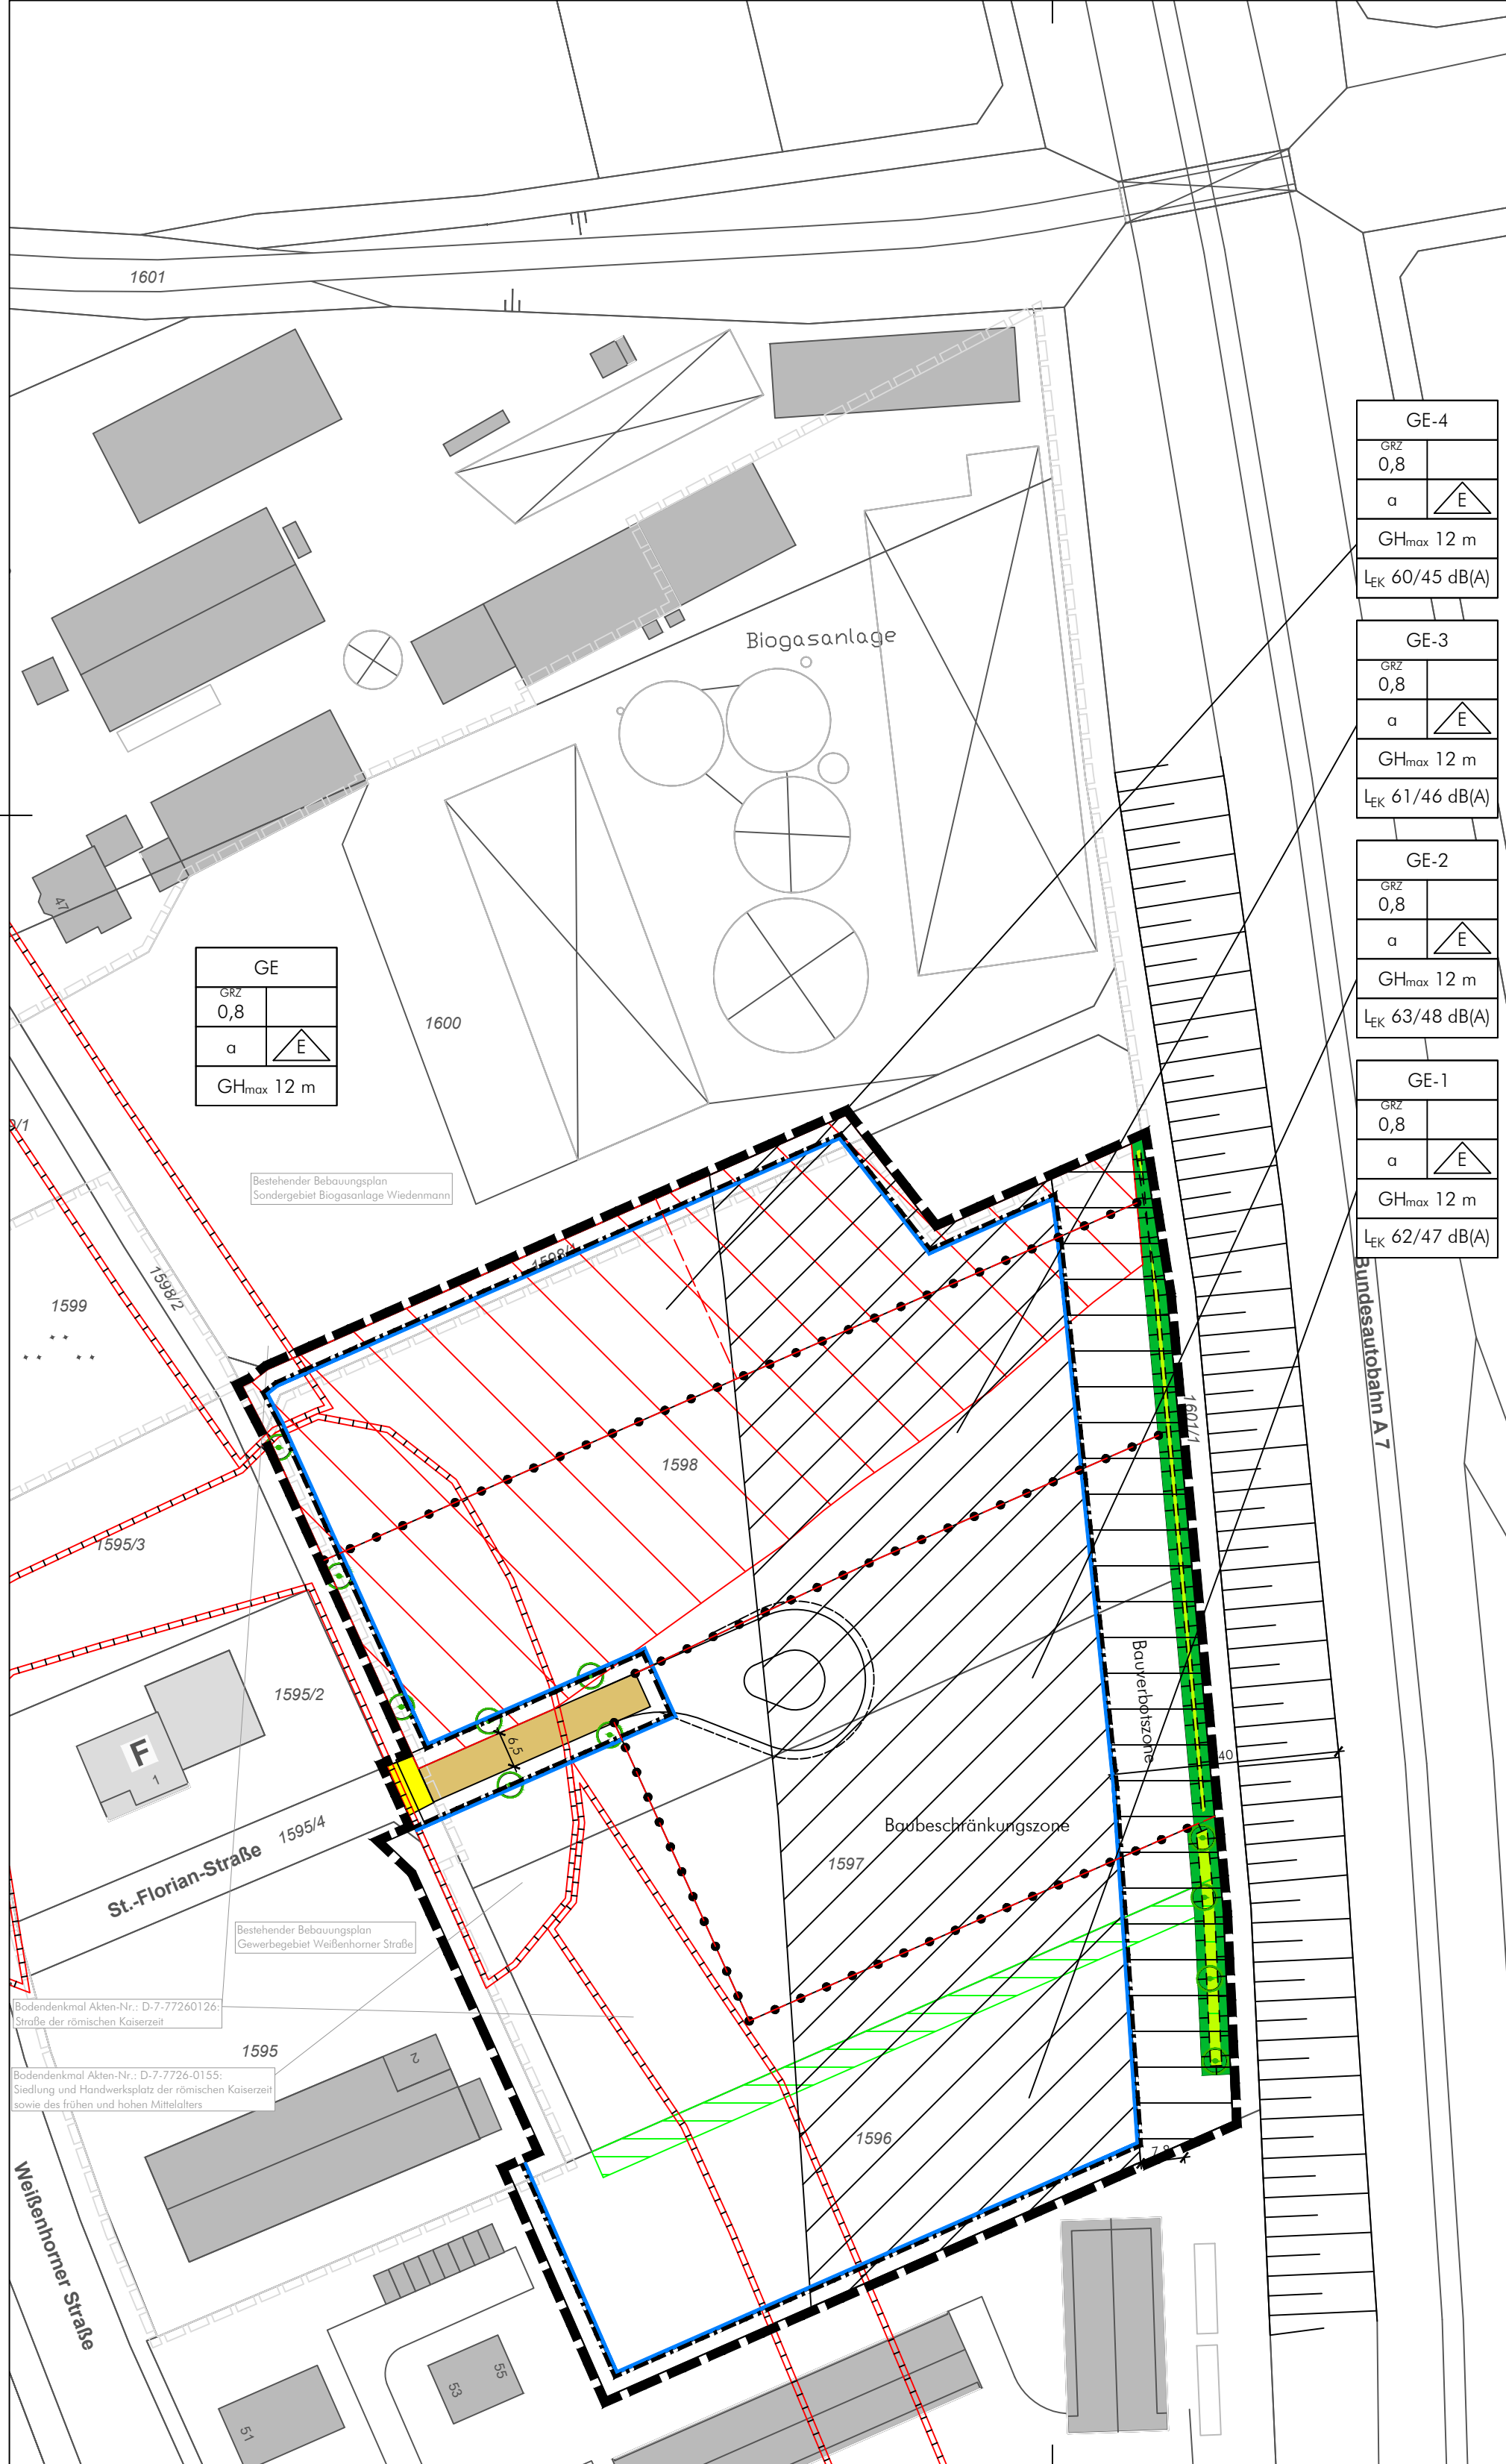 1601
GE-4
GRZ
0,8
a
E
GHmax 12 m
LEK 60/45 dB(A)
GE-3
GRZ
0,8
a
E
GHmax 12 m
LEK 61/46 dB(A)
GE-2
GRZ
0,8
a
E
GHmax 12 m
LEK 63/48 dB(A)
GE-1
GRZ
0,8
a
E
GHmax 12 m
LEK 62/47 dB(A)
Biogasanlage
47
GE
GRZ
0,8
a
E
GHmax 12 m
1600
Bestehender Bebauungsplan
Sondergebiet Biogasanlage Wiedenmann
1598/2
1599
1598
1601/1
Bundesautobahn A 7
1595/3
1595/2
F
1
6,5
Bauverbotszone
40
Baubeschränkungszone
1597
1595/4
St.-Florian-Straße
Bestehender Bebauungsplan
Gewerbegebiet Weißenhorner Straße
Bodendenkmal Akten-Nr.: D-7-77260126:
Straße der römischen Kaiserzeit
1595
2
Bodendenkmal Akten-Nr.: D-7-7726-0155:
Siedlung und Handwerksplatz der römischen Kaiserzeit
sowie des frühen und hohen Mittelalters
1596
Weißenhorner Straße
55
53
51